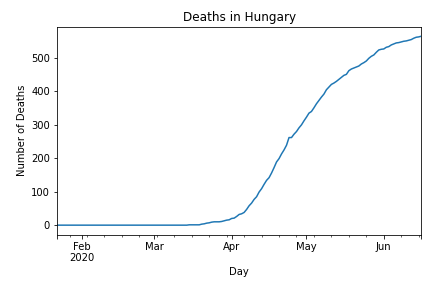 Deaths in Hungary
Number of Deaths
500
400
300
200
100
0
Feb
2020
Mar
Apr
May
Jun
Day